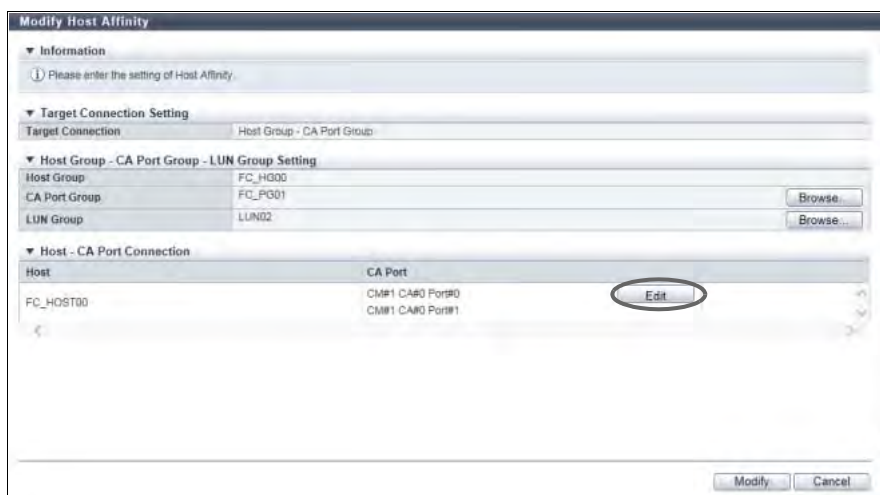 Modify Host Affinity
▼ Information
Please enter the setting of Host Affinity.
▼ Target Connection Setting
Target Connection Host Group - CA Port Group
▼ Host Group - CA Port Group - LUN Group Setting
Host Group FC_HG00
CA Port Group FC_PG01 Browse...
LUN Group LUN02 Browse...
▼ Host - CA Port Connection
Host CA Port
FC_HOST00 CM#1 CA#0 Port#0 Edit
CM#1 CA#0 Port#1
Modify Cancel